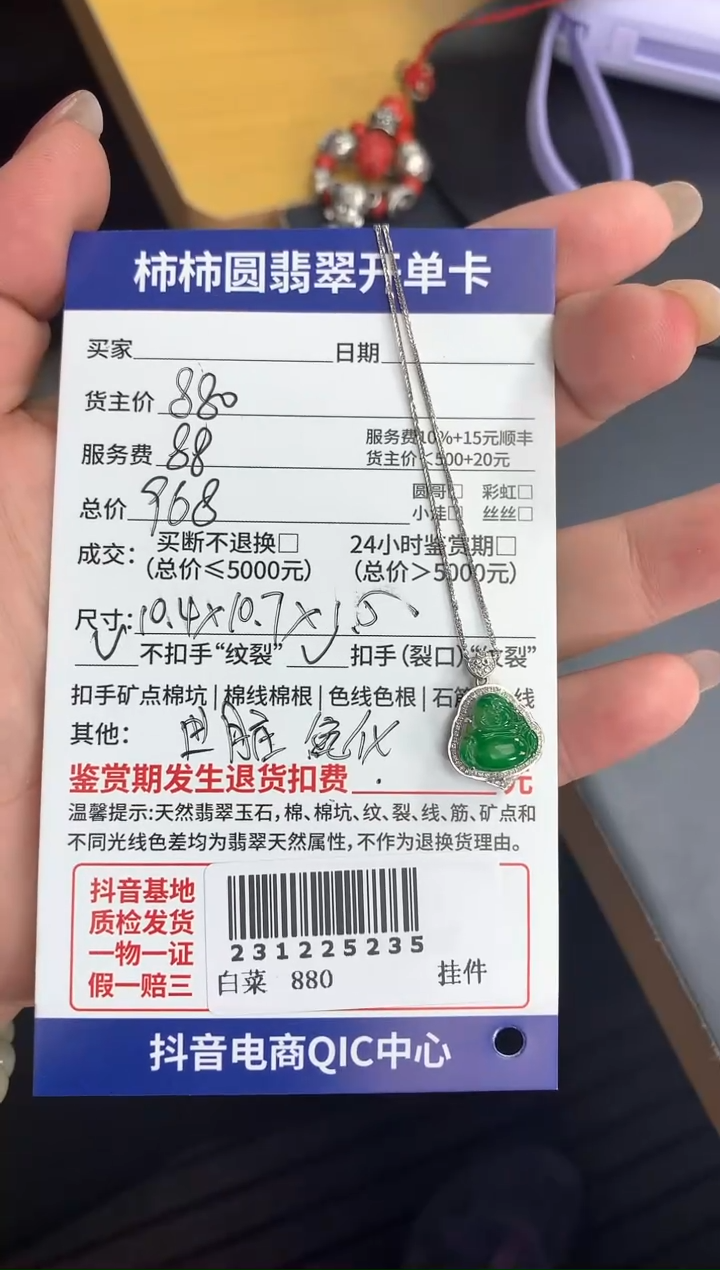 柿柿圆翡翠开单卡
买家 日期
货主价 880
服务费 88 服务费10%+15元顺丰
货主价≤500+20元
总价 968 圆哥□ 彩虹□
小洼□ 丝丝□
成交: 买断不退换□ 24小时鉴赏期□
(总价≤5000元) (总价>5000元)
尺寸: 10.4×10.7×1.5
不扣手“纹裂” 扣手(裂口)“纹裂”
扣手矿点棉坑|棉线棉根|色线色根|石 线
其他:
鉴赏期发生退货扣费 元
温馨提示:天然翡翠玉石,棉、棉坑、纹、裂、线、筋、矿点和
不同光线色差均为翡翠天然属性,不作为退换货理由。
抖音基地
质检发货
一物一证
假一赔三
231225235
白菜 880 挂件
抖音电商QIC中心